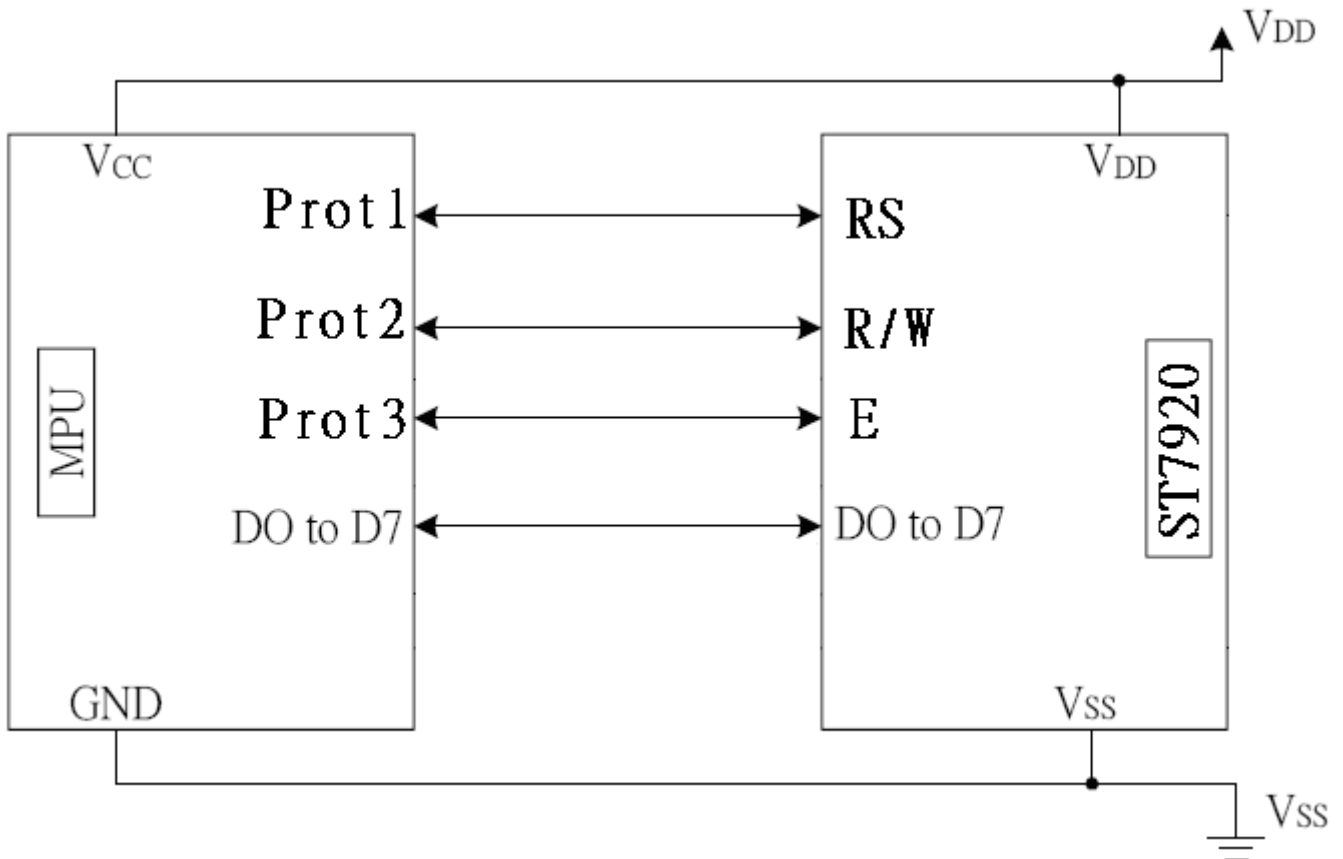 VDD
VCC
VDD
Prot1
RS
Prot2
R/W
Prot3
E
MPU
ST7920
DO to D7
DO to D7
GND
VSS
VSS